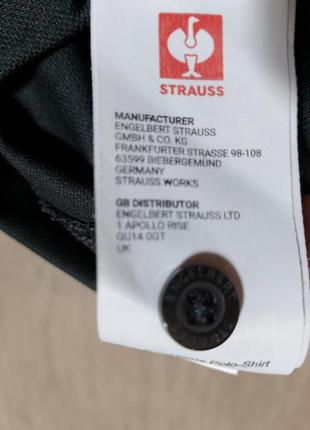 STRAUSS
MANUFACTURER
ENGELBERT STRAUSS
GMBH & CO. KG
FRANKFURTER STRASSE 98-108
63599 BIEBERGEMÜND
GERMANY
STRAUSS.WORKS
GB DISTRIBUTOR
ENGELBERT STRAUSS LTD
1 APOLLO RISE
GU14 0GT
UK
ENGELBERT
STRAUSS
Polo-Shirt